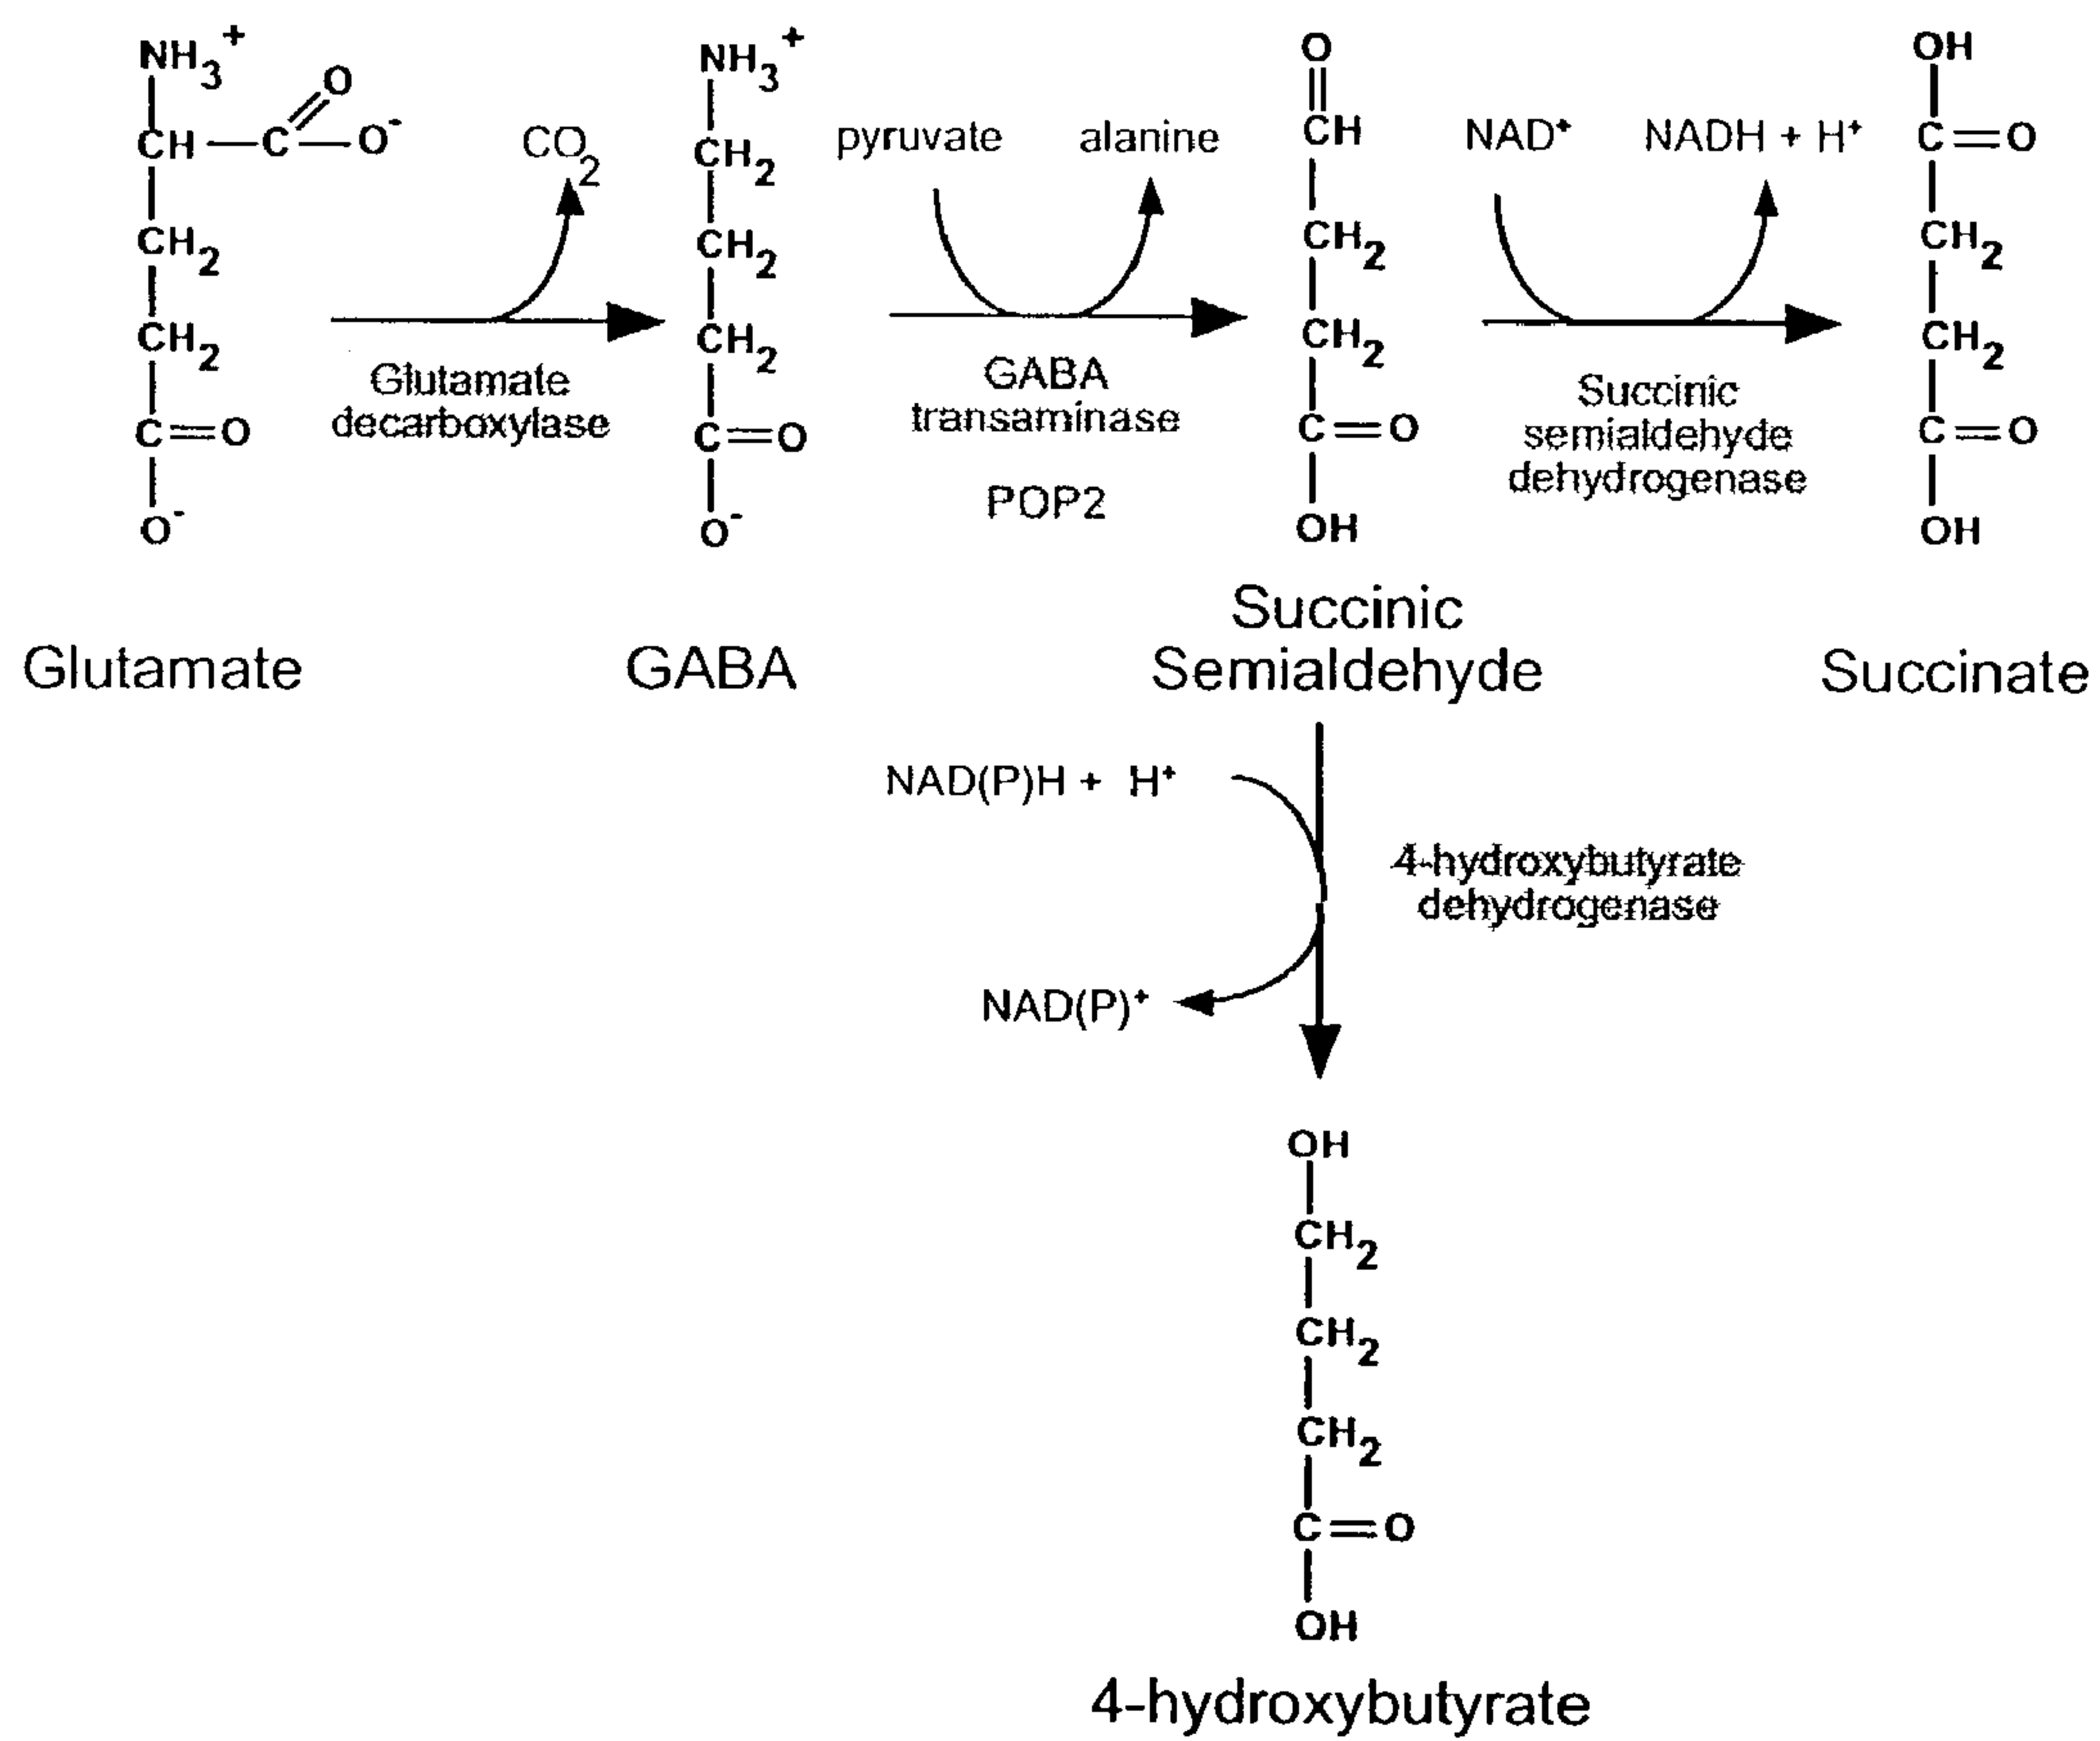 NH3+
CH — C — O-
O
CH2
CH2
C=O
O-
Glutamate
CO2
Glutamate
decarboxylase
NH3+
CH2
CH2
CH2
C=O
O-
GABA
pyruvate alanine
GABA
transaminase
POP2
O
CH
CH2
CH2
C=O
OH
Succinic
Semialdehyde
NAD+ NADH + H+
Succinic
semialdehyde
dehydrogenase
OH
C=O
CH2
CH2
C=O
OH
Succinate
NAD(P)H + H+
4-hydroxybutyrate
dehydrogenase
NAD(P)+
OH
CH2
CH2
CH2
C=O
OH
4-hydroxybutyrate